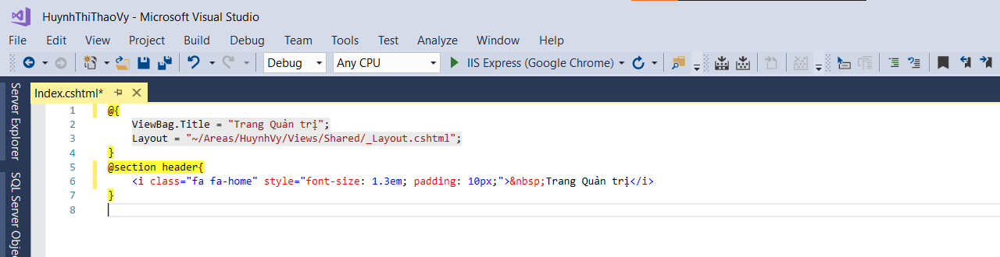 HuynhThiThaoVy - Microsoft Visual Studio
File Edit View Project Build Debug Team Tools Test Analyze Window Help
Debug Any CPU IIS Express (Google Chrome)
Server Explorer
SQL Server Obje
Index.cshtml*
1 @{
2 ViewBag.Title = "Trang Quản trị";
3 Layout = "~/Areas/HuynhVy/Views/Shared/_Layout.cshtml";
4 }
5 @section header{
6 <i class="fa fa-home" style="font-size: 1.3em; padding: 10px;">&nbsp;Trang Quản trị</i>
7 }
8